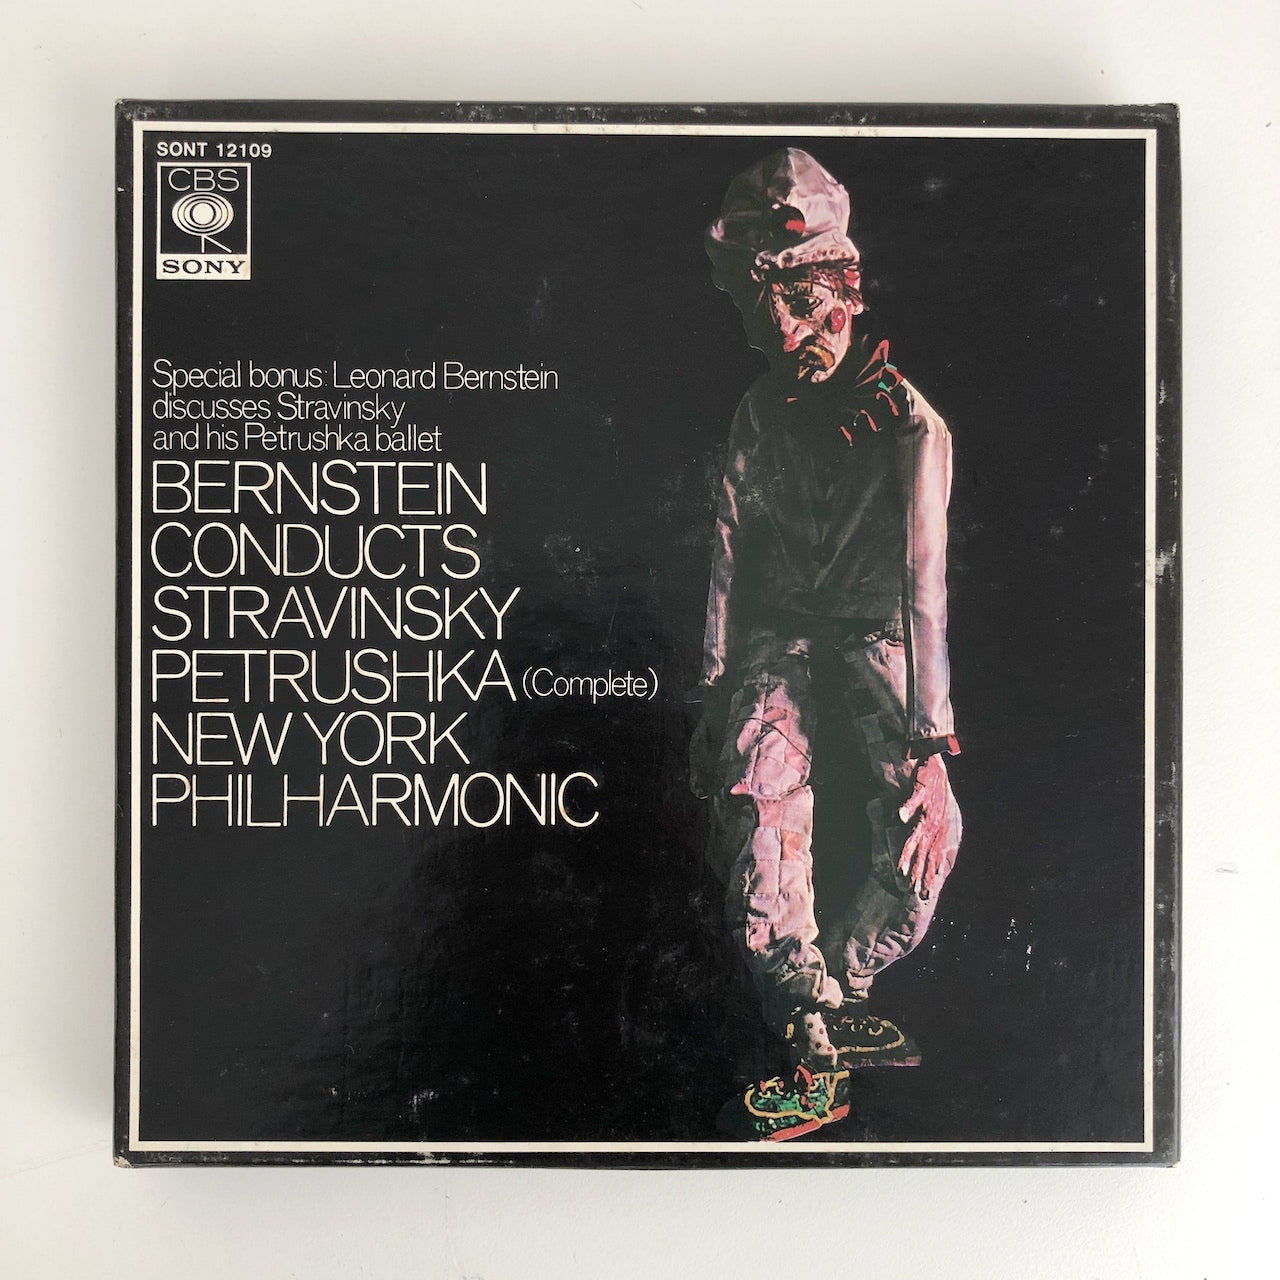 SONT 12109
CBS
SONY
Special bonus: Leonard Bernstein
discusses Stravinsky
and his Petrushka ballet
BERNSTEIN
CONDUCTS
STRAVINSKY
PETRUSHKA (Complete)
NEW YORK
PHILHARMONIC